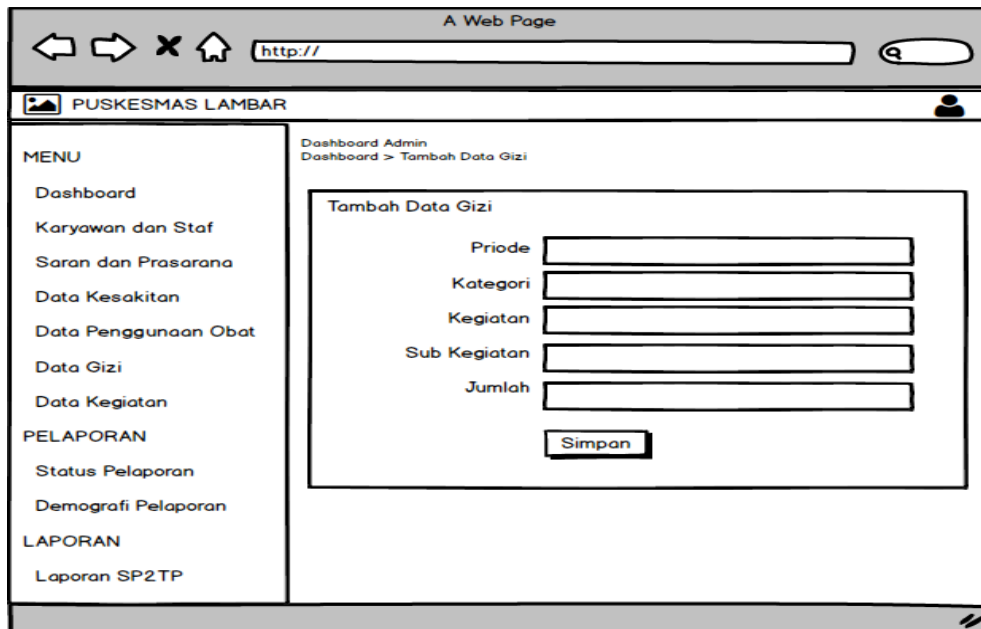 A Web Page
http://
PUSKESMAS LAMBAR
MENU
Dashboard
Karyawan dan Staf
Saran dan Prasarana
Data Kesakitan
Data Penggunaan Obat
Data Gizi
Data Kegiatan
PELAPORAN
Status Pelaporan
Demografi Pelaporan
LAPORAN
Laporan SP2TP
Dashboard Admin
Dashboard > Tambah Data Gizi
Tambah Data Gizi
Priode
Kategori
Kegiatan
Sub Kegiatan
Jumlah
Simpan